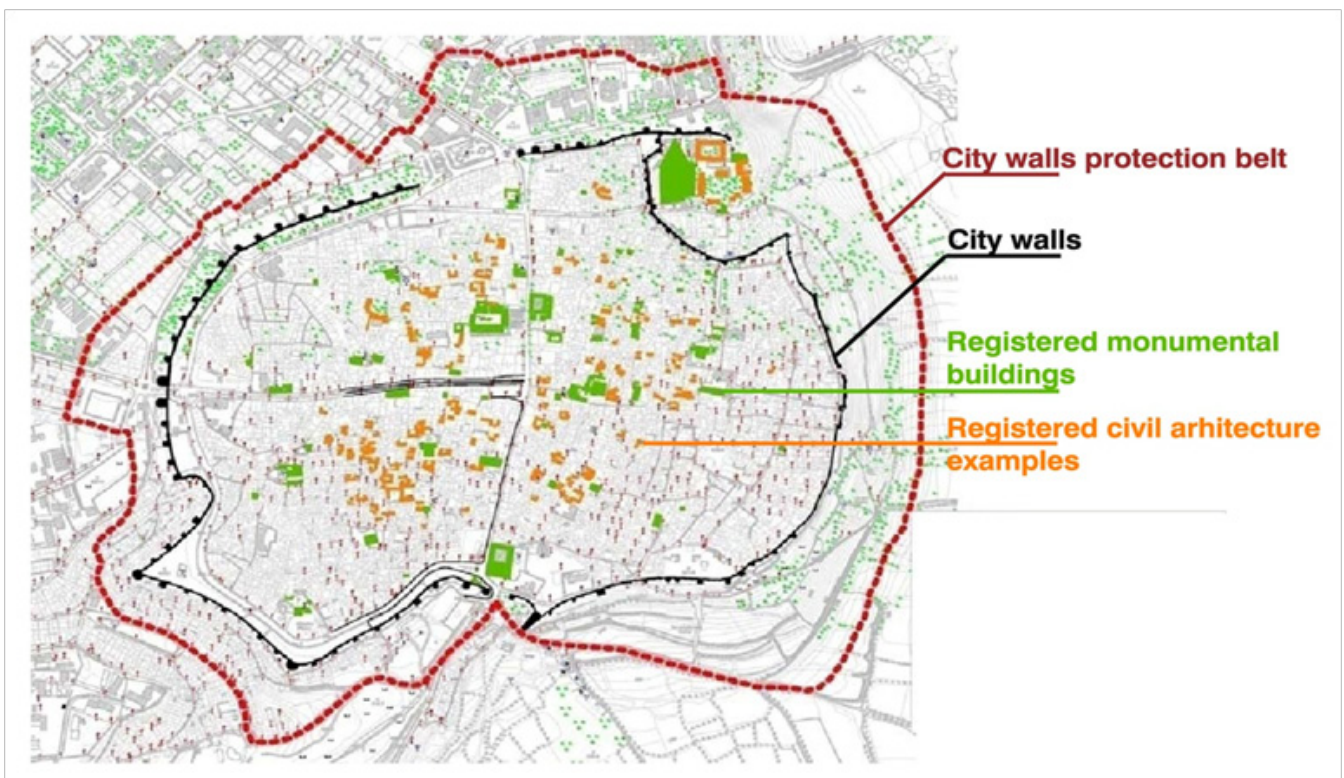 City walls protection belt
City walls
Registered monumental
buildings
Registered civil arhitecture
examples